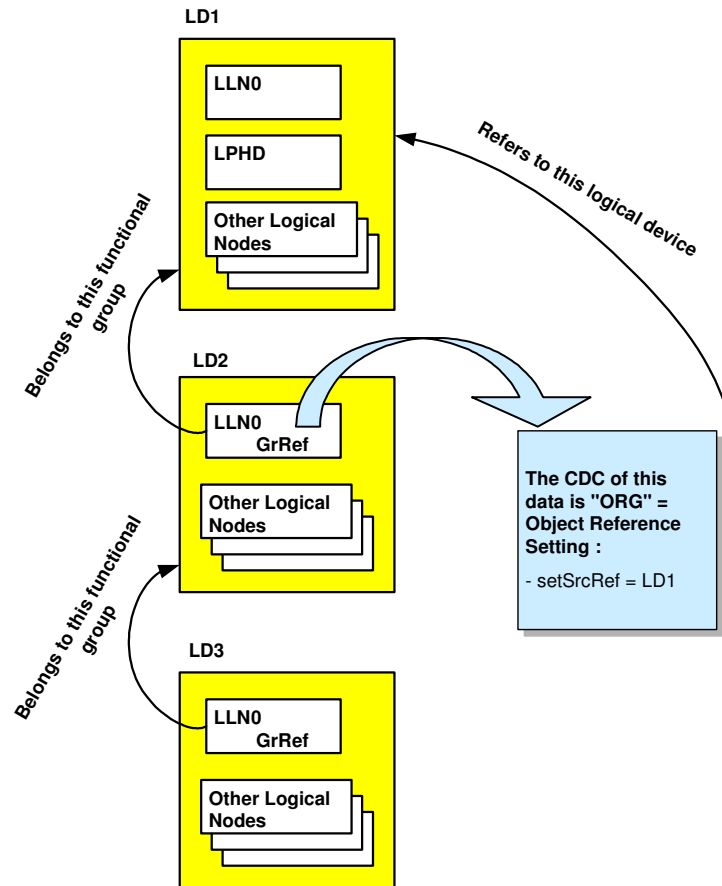 LD1
LLN0
LPHD
Other Logical
Nodes
Refers to this logical device
Belongs to this functional
group
LD2
LLN0
GrRef
Other Logical
Nodes
The CDC of this
data is "ORG" =
Object Reference
Setting :
- setSrcRef = LD1
Belongs to this functional
group
LD3
LLN0
GrRef
Other Logical
Nodes